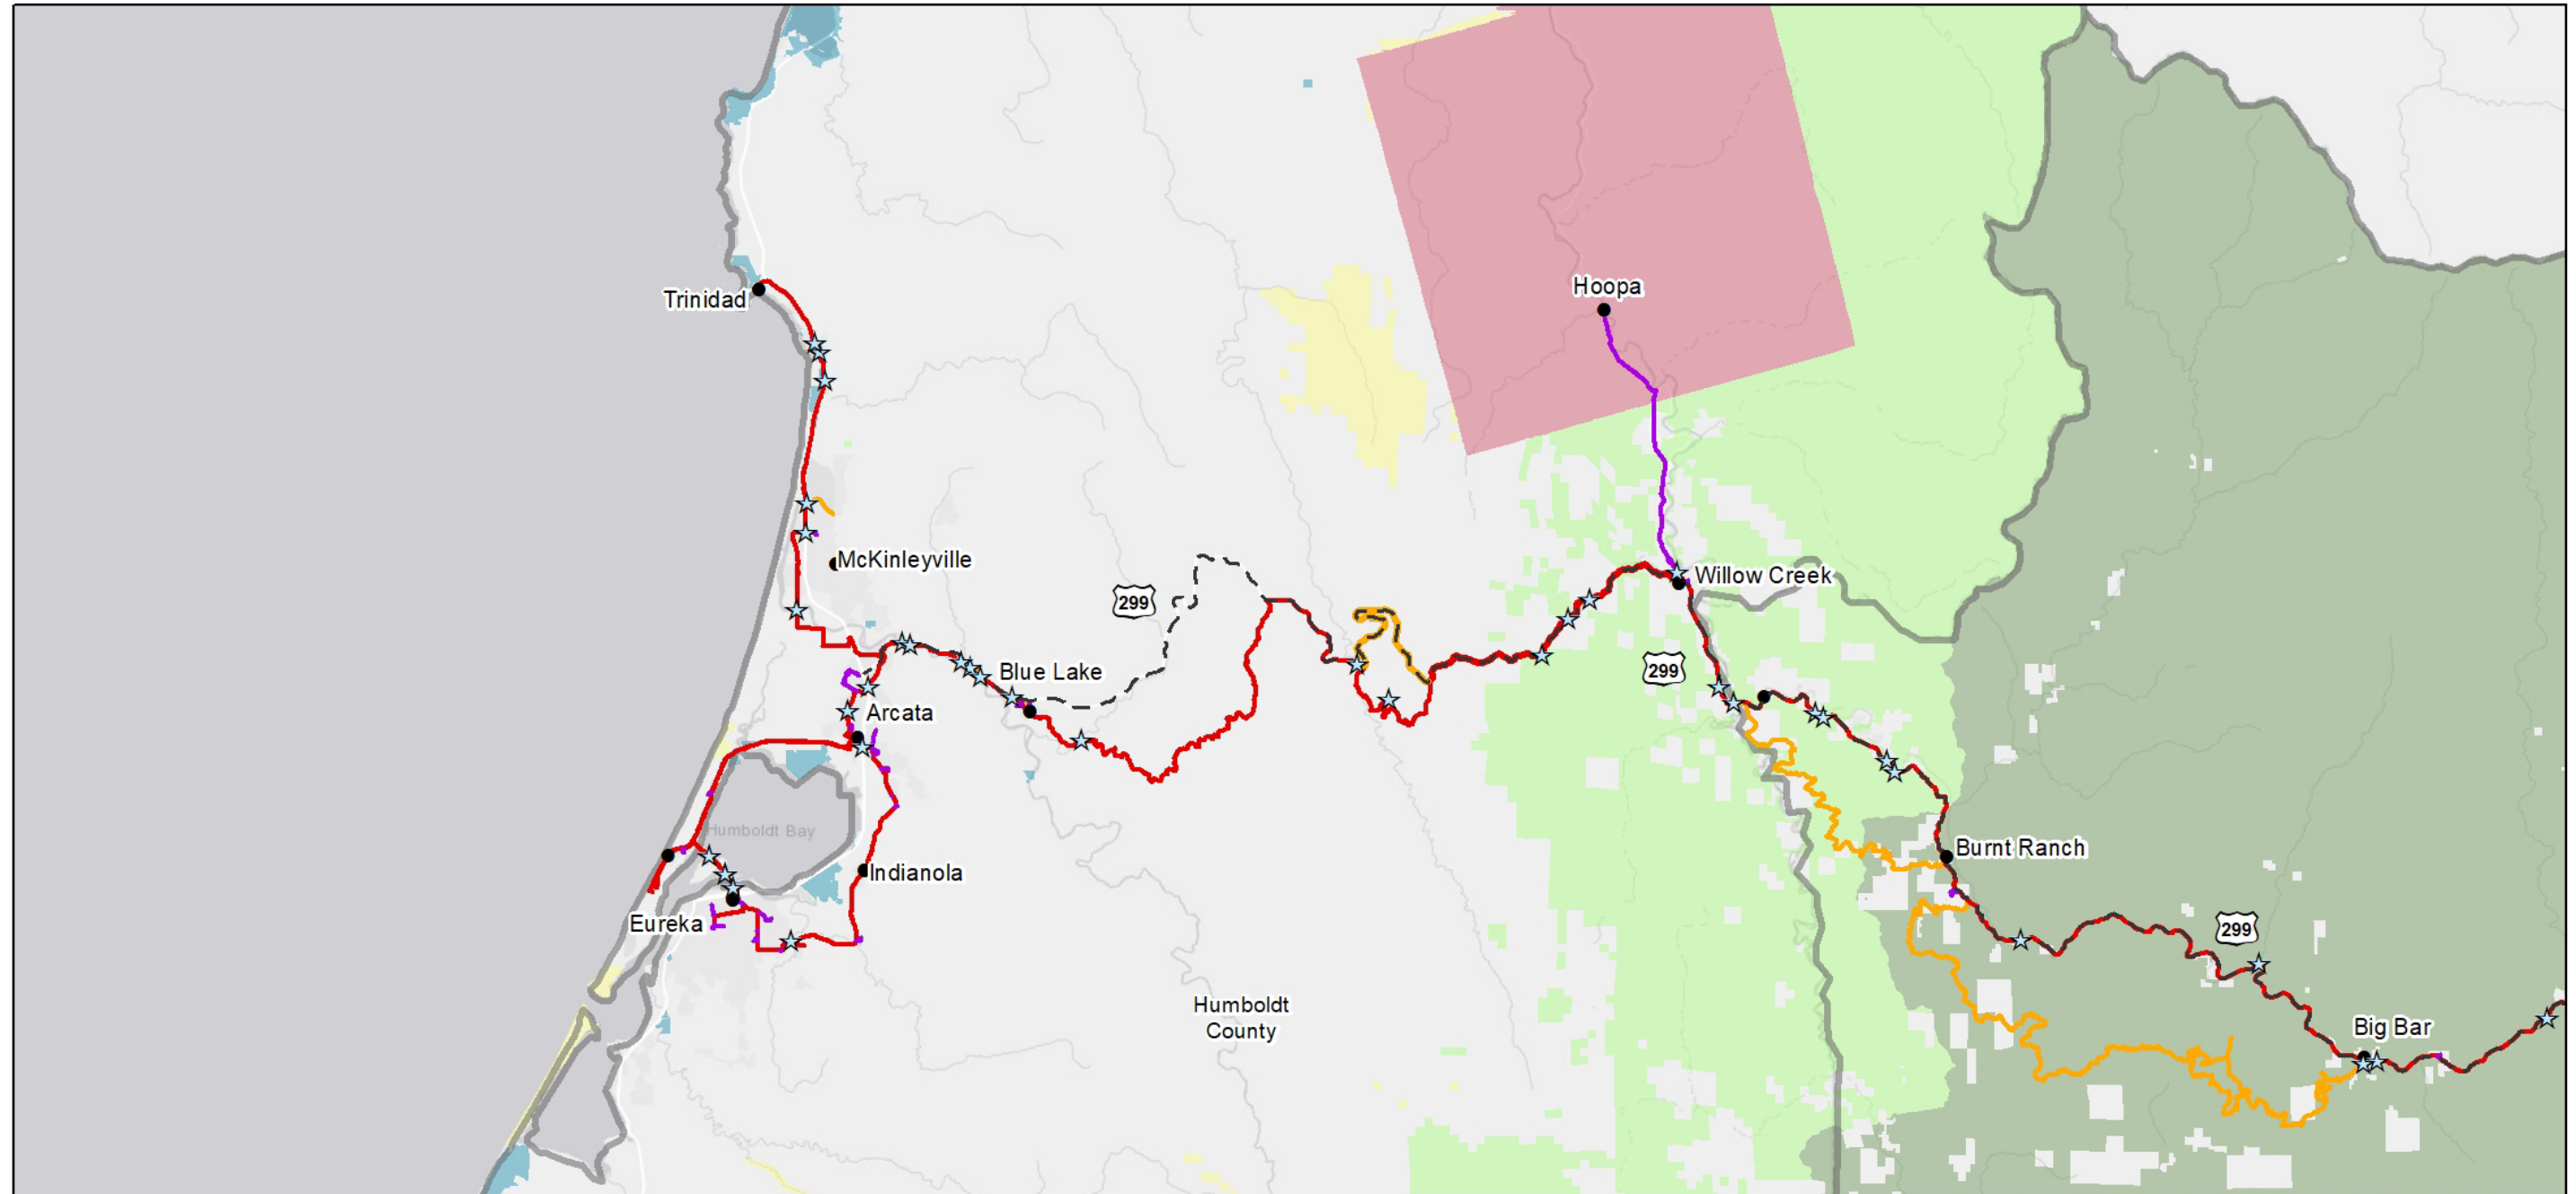 Trinidad
Hoopa
McKinleyville
299
Willow Creek
Blue Lake
299
Arcata
Humboldt Bay
Burnt Ranch
Indianola
Eureka
299
Humboldt
County
Big Bar